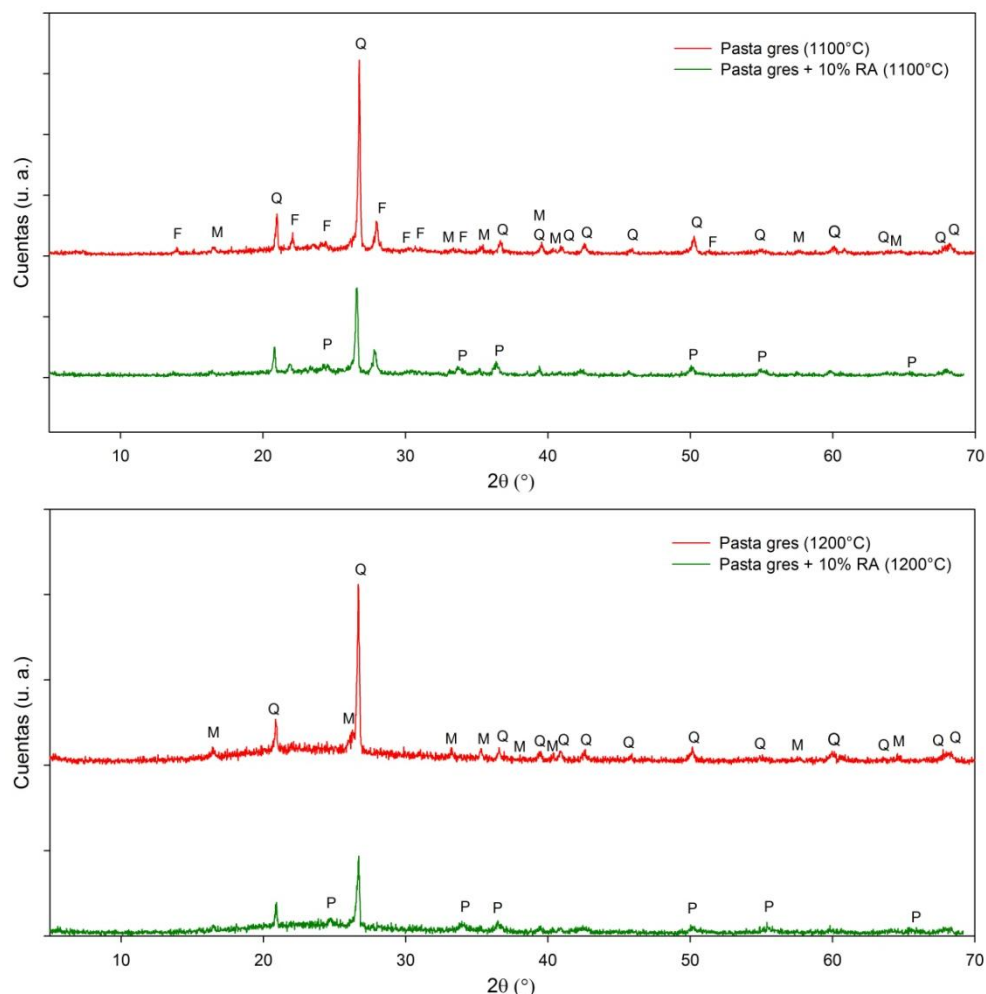 Pasta gres (1100°C)
Pasta gres + 10% RA (1100°C)
Cuentas (u. a.)
F M Q F F Q F F F M F M Q M Q M Q Q Q Q F Q M Q Q M Q Q
P P P P P P
10 20 30 40 50 60 70
2θ (°)
Pasta gres (1200°C)
Pasta gres + 10% RA (1200°C)
Cuentas (u. a.)
M Q M Q M M Q M Q M Q Q Q Q Q M Q Q M Q Q
P P P P P P
10 20 30 40 50 60 70
2θ (°)